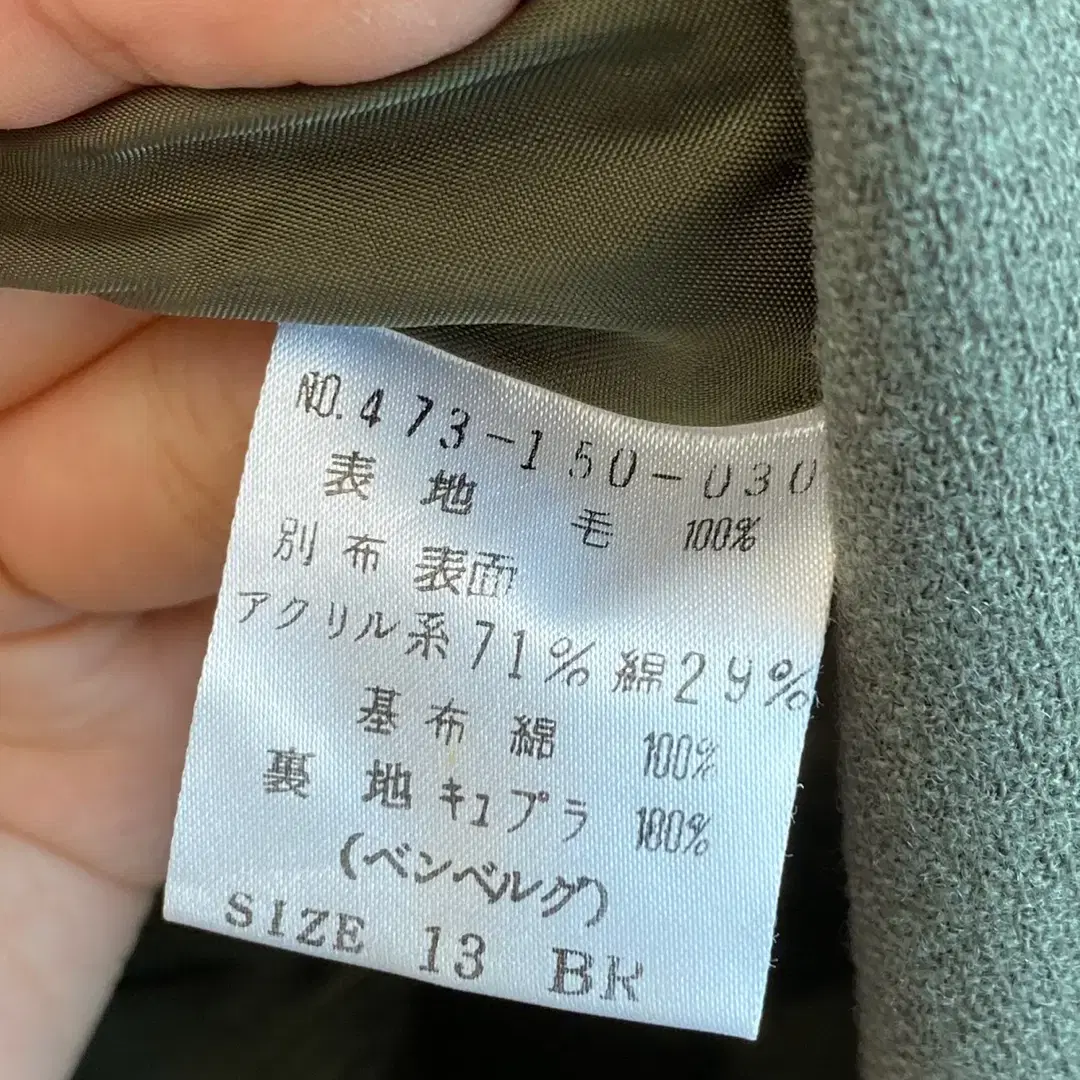 NO.473-150-030
表地 毛 100%
別布 表面
アクリル系71% 綿29%
基布 綿 100%
裏地 キュプラ 100%
(ベンベルグ)
SIZE 13 BR